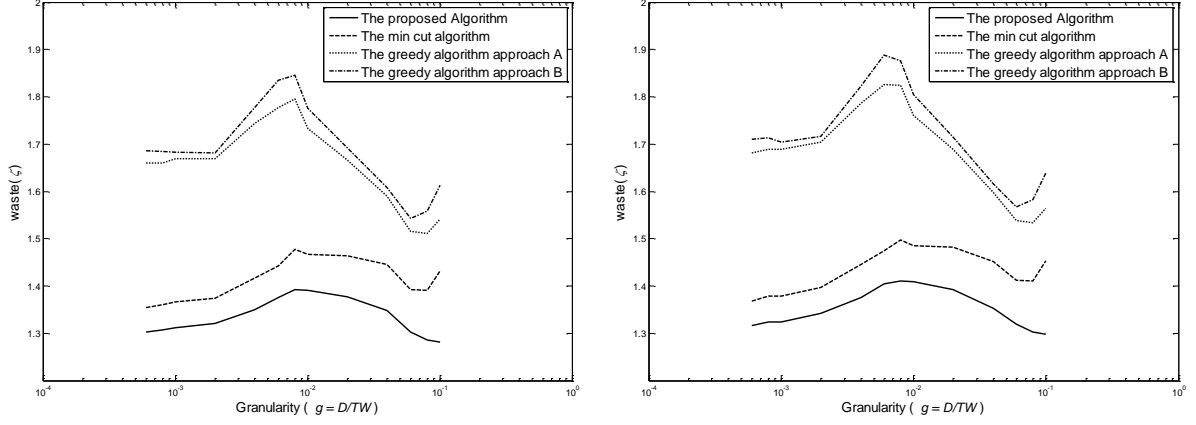 2
1.9
1.8
1.7
1.6
1.5
1.4
1.3
waste( ζ )
10⁻⁴ 10⁻³ 10⁻² 10⁻¹ 10⁰
Granularity ( g = D/TW)
The proposed Algorithm
The min cut algorithm
The greedy algorithm approach A
The greedy algorithm approach B
2
1.9
1.8
1.7
1.6
1.5
1.4
1.3
waste( ζ )
10⁻⁴ 10⁻³ 10⁻² 10⁻¹ 10⁰
Granularity ( g = D/TW)
The proposed Algorithm
The min cut algorithm
The greedy algorithm approach A
The greedy algorithm approach B